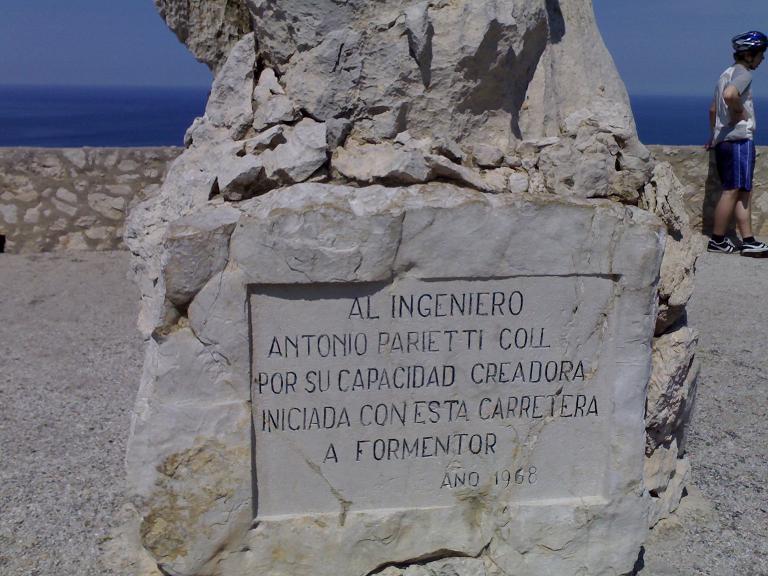 AL INGENIERO
ANTONIO PARIETTI COLL
POR SU CAPACIDAD CREADORA
INICIADA CON ESTA CARRETERA
A FORMENTOR
AÑO 1968